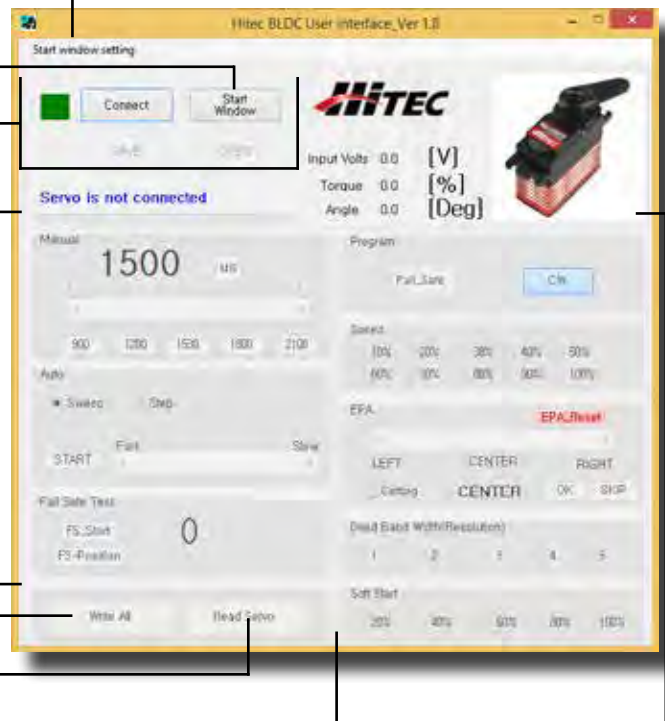 Hitec BLDC User interface_Ver 1.0
Start window setting
Connect
Start Window
HiTEC
SAVE
OPEN
Input Volts 0.0 [V]
Torque 0.0 [%]
Angle 0.0 [Deg]
Servo is not connected
Manual
1500 us
900 1200 1500 1800 2100
Program
Fail_Safe
Speed
10% 20% 30% 40% 50%
60% 70% 80% 90% 100%
Auto
Sweep Step
START Fast Slow
EPA EPA_Reset
LEFT CENTER RIGHT
CENTER OK SKIP
Fail Safe Test
FS_Start
FS-Position
0
Dead Band Width(Resolution)
1 2 3 4 5
Soft Start
20% 40% 60% 80% 100%
Write All Read Servo